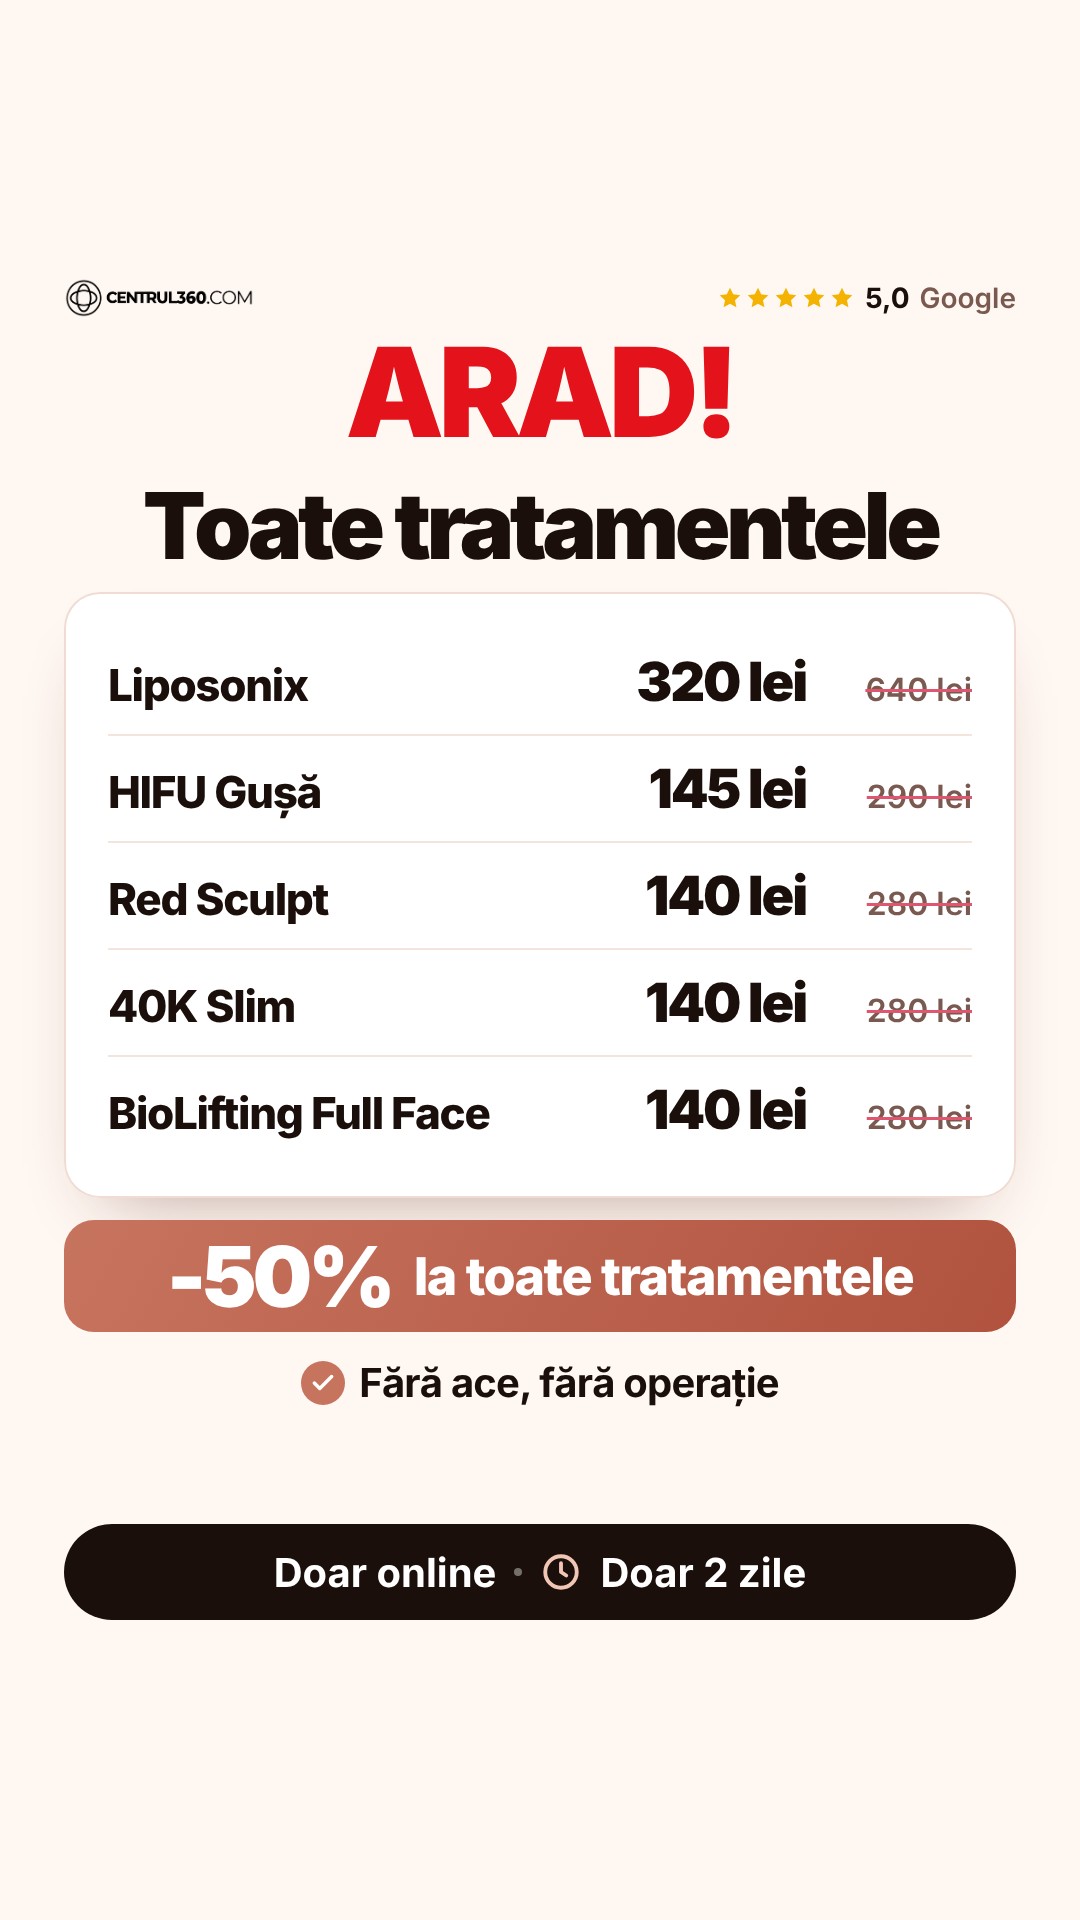 CENTRUL360.COM
5,0 Google
ARAD!
Toate tratamentele
Liposonix 320 lei 640 lei
HIFU Gușă 145 lei 290 lei
Red Sculpt 140 lei 280 lei
40K Slim 140 lei 280 lei
BioLifting Full Face 140 lei 280 lei
-50% la toate tratamentele
Fără ace, fără operație
Doar online • Doar 2 zile